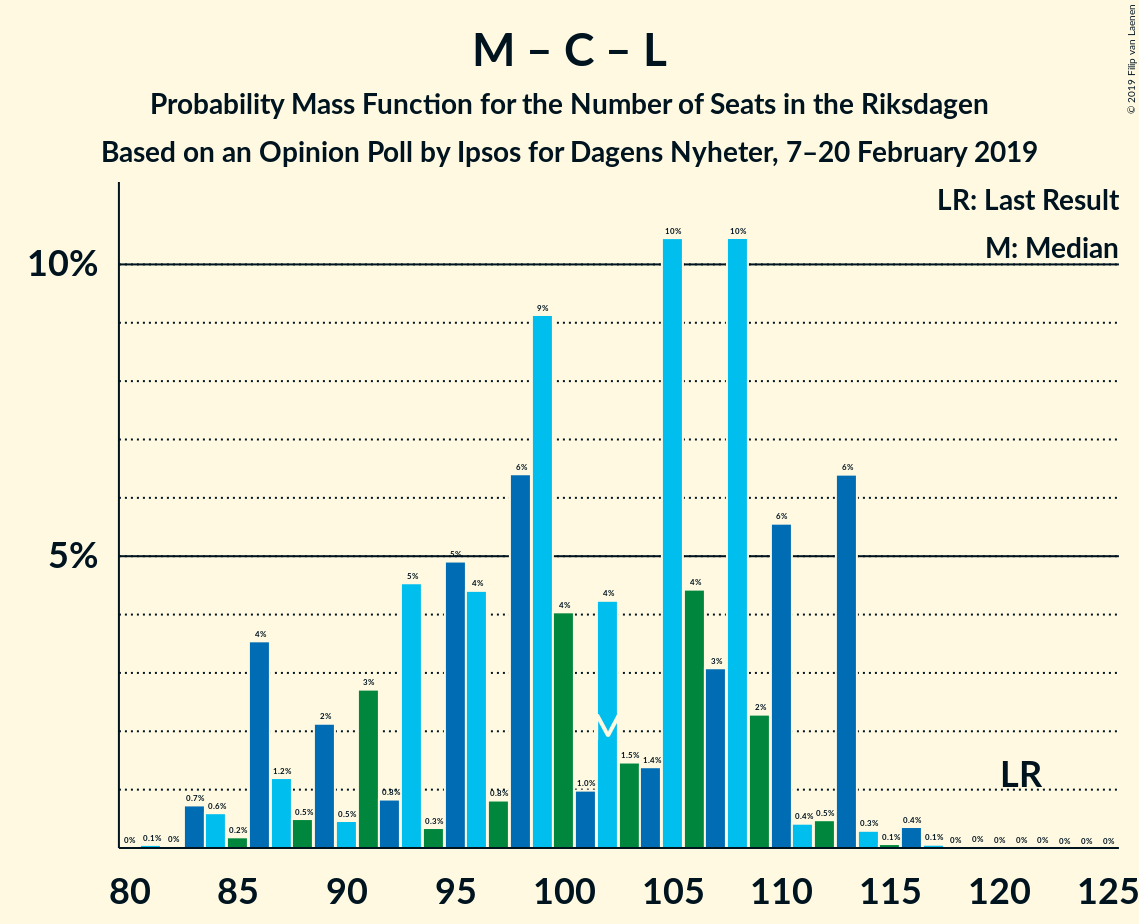 M – C – L
Probability Mass Function for the Number of Seats in the Riksdagen
Based on an Opinion Poll by Ipsos for Dagens Nyheter, 7–20 February 2019
© 2019 Filip van Laenen
LR: Last Result
M: Median
10%
5%
0% 0.1% 0% 0.7% 0.6% 0.2% 4% 1.2% 0.5% 2% 0.5% 3% 0.8% 5% 0.3% 5% 4% 0.8% 6% 9% 4% 1.0% 4% 1.5% 1.4% 10% 4% 3% 10% 2% 6% 0.4% 0.5% 6% 0.3% 0.1% 0.4% 0.1% 0% 0% 0% 0% 0% 0% 0% 0%
LR
80 85 90 95 100 105 110 115 120 125